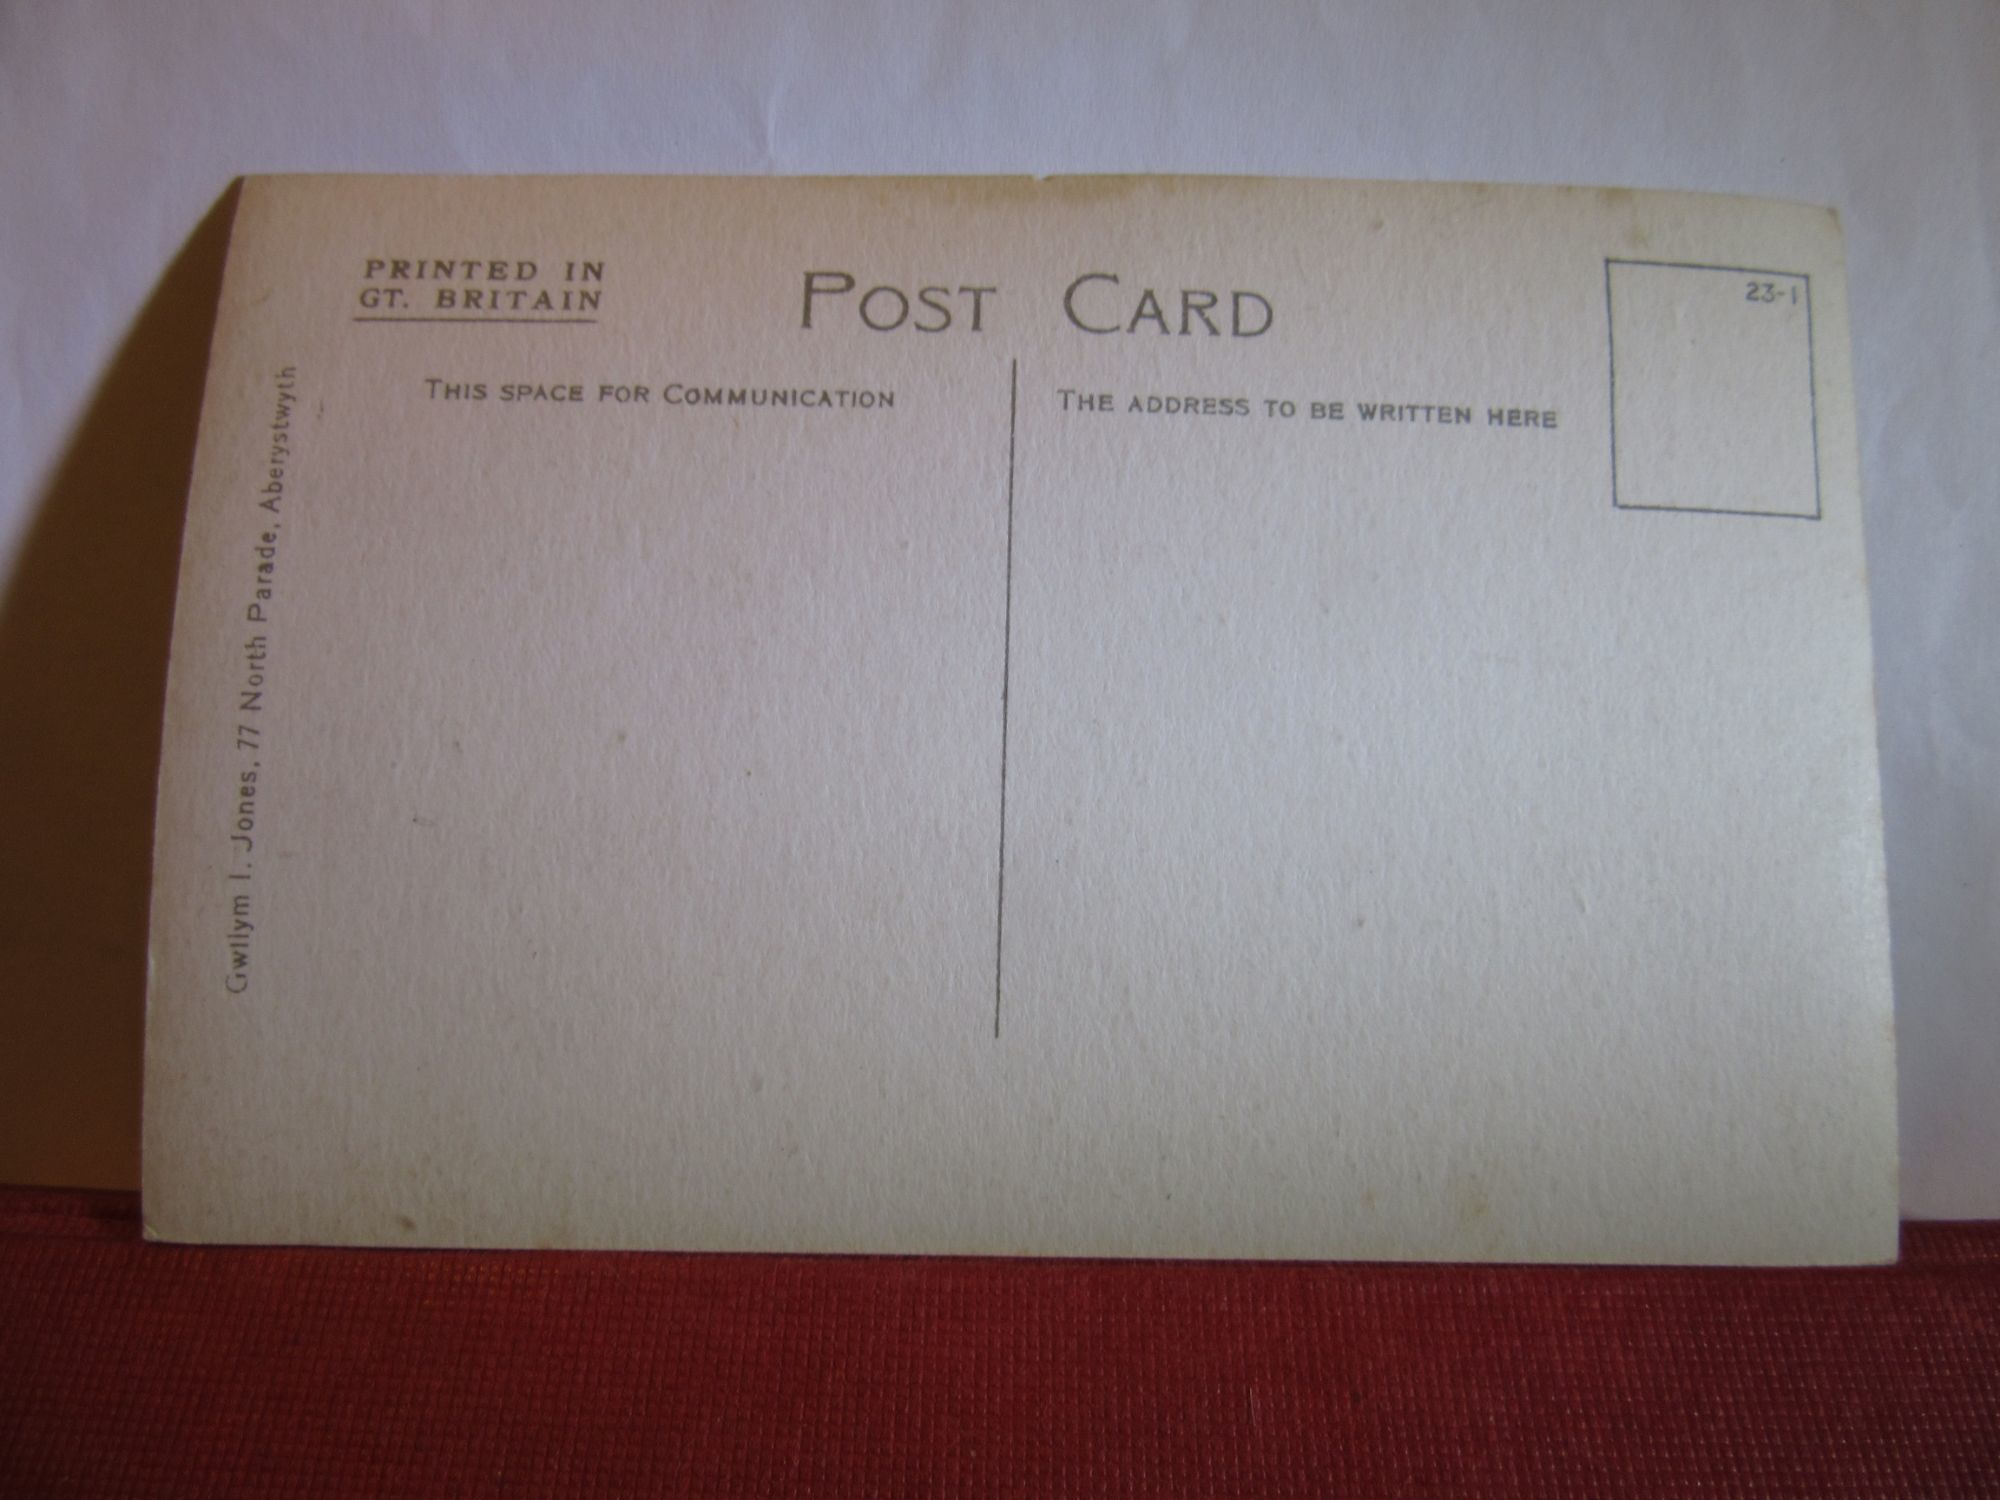 PRINTED IN
GT. BRITAIN
POST CARD
23-1
THIS SPACE FOR COMMUNICATION
THE ADDRESS TO BE WRITTEN HERE
Gwilym I. Jones, 77 North Parade, Aberystwyth